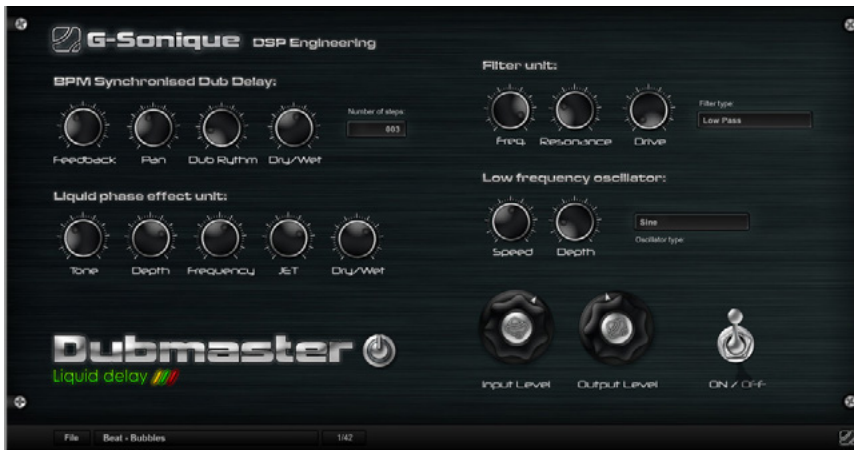 G-Sonique DSP Engineering
BPM Synchronised Dub Delay:
Number of steps:
003
Feedback Pan Dub Rythm Dry/Wet
Liquid phase effect unit:
Tone Depth Frequency JET Dry/Wet
Filter unit:
Filter type:
Low Pass
Freq. Resonance Drive
Low frequency oscillator:
Sine
Oscillator type:
Speed Depth
Dubmaster
Liquid delay
Input Level Output Level ON / OFF
File Beat - Bubbles 1/42